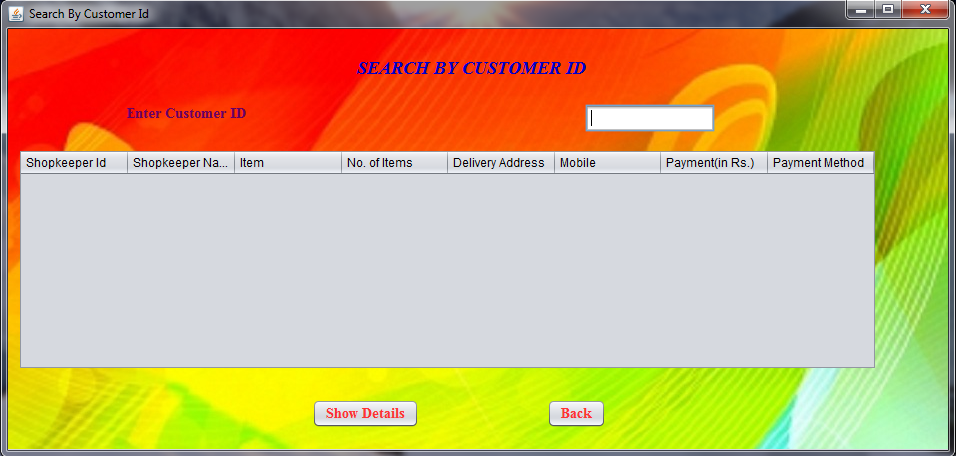 Search By Customer Id
SEARCH BY CUSTOMER ID
Enter Customer ID
Shopkeeper Id Shopkeeper Na... Item No. of Items Delivery Address Mobile Payment(in Rs.) Payment Method
Show Details Back